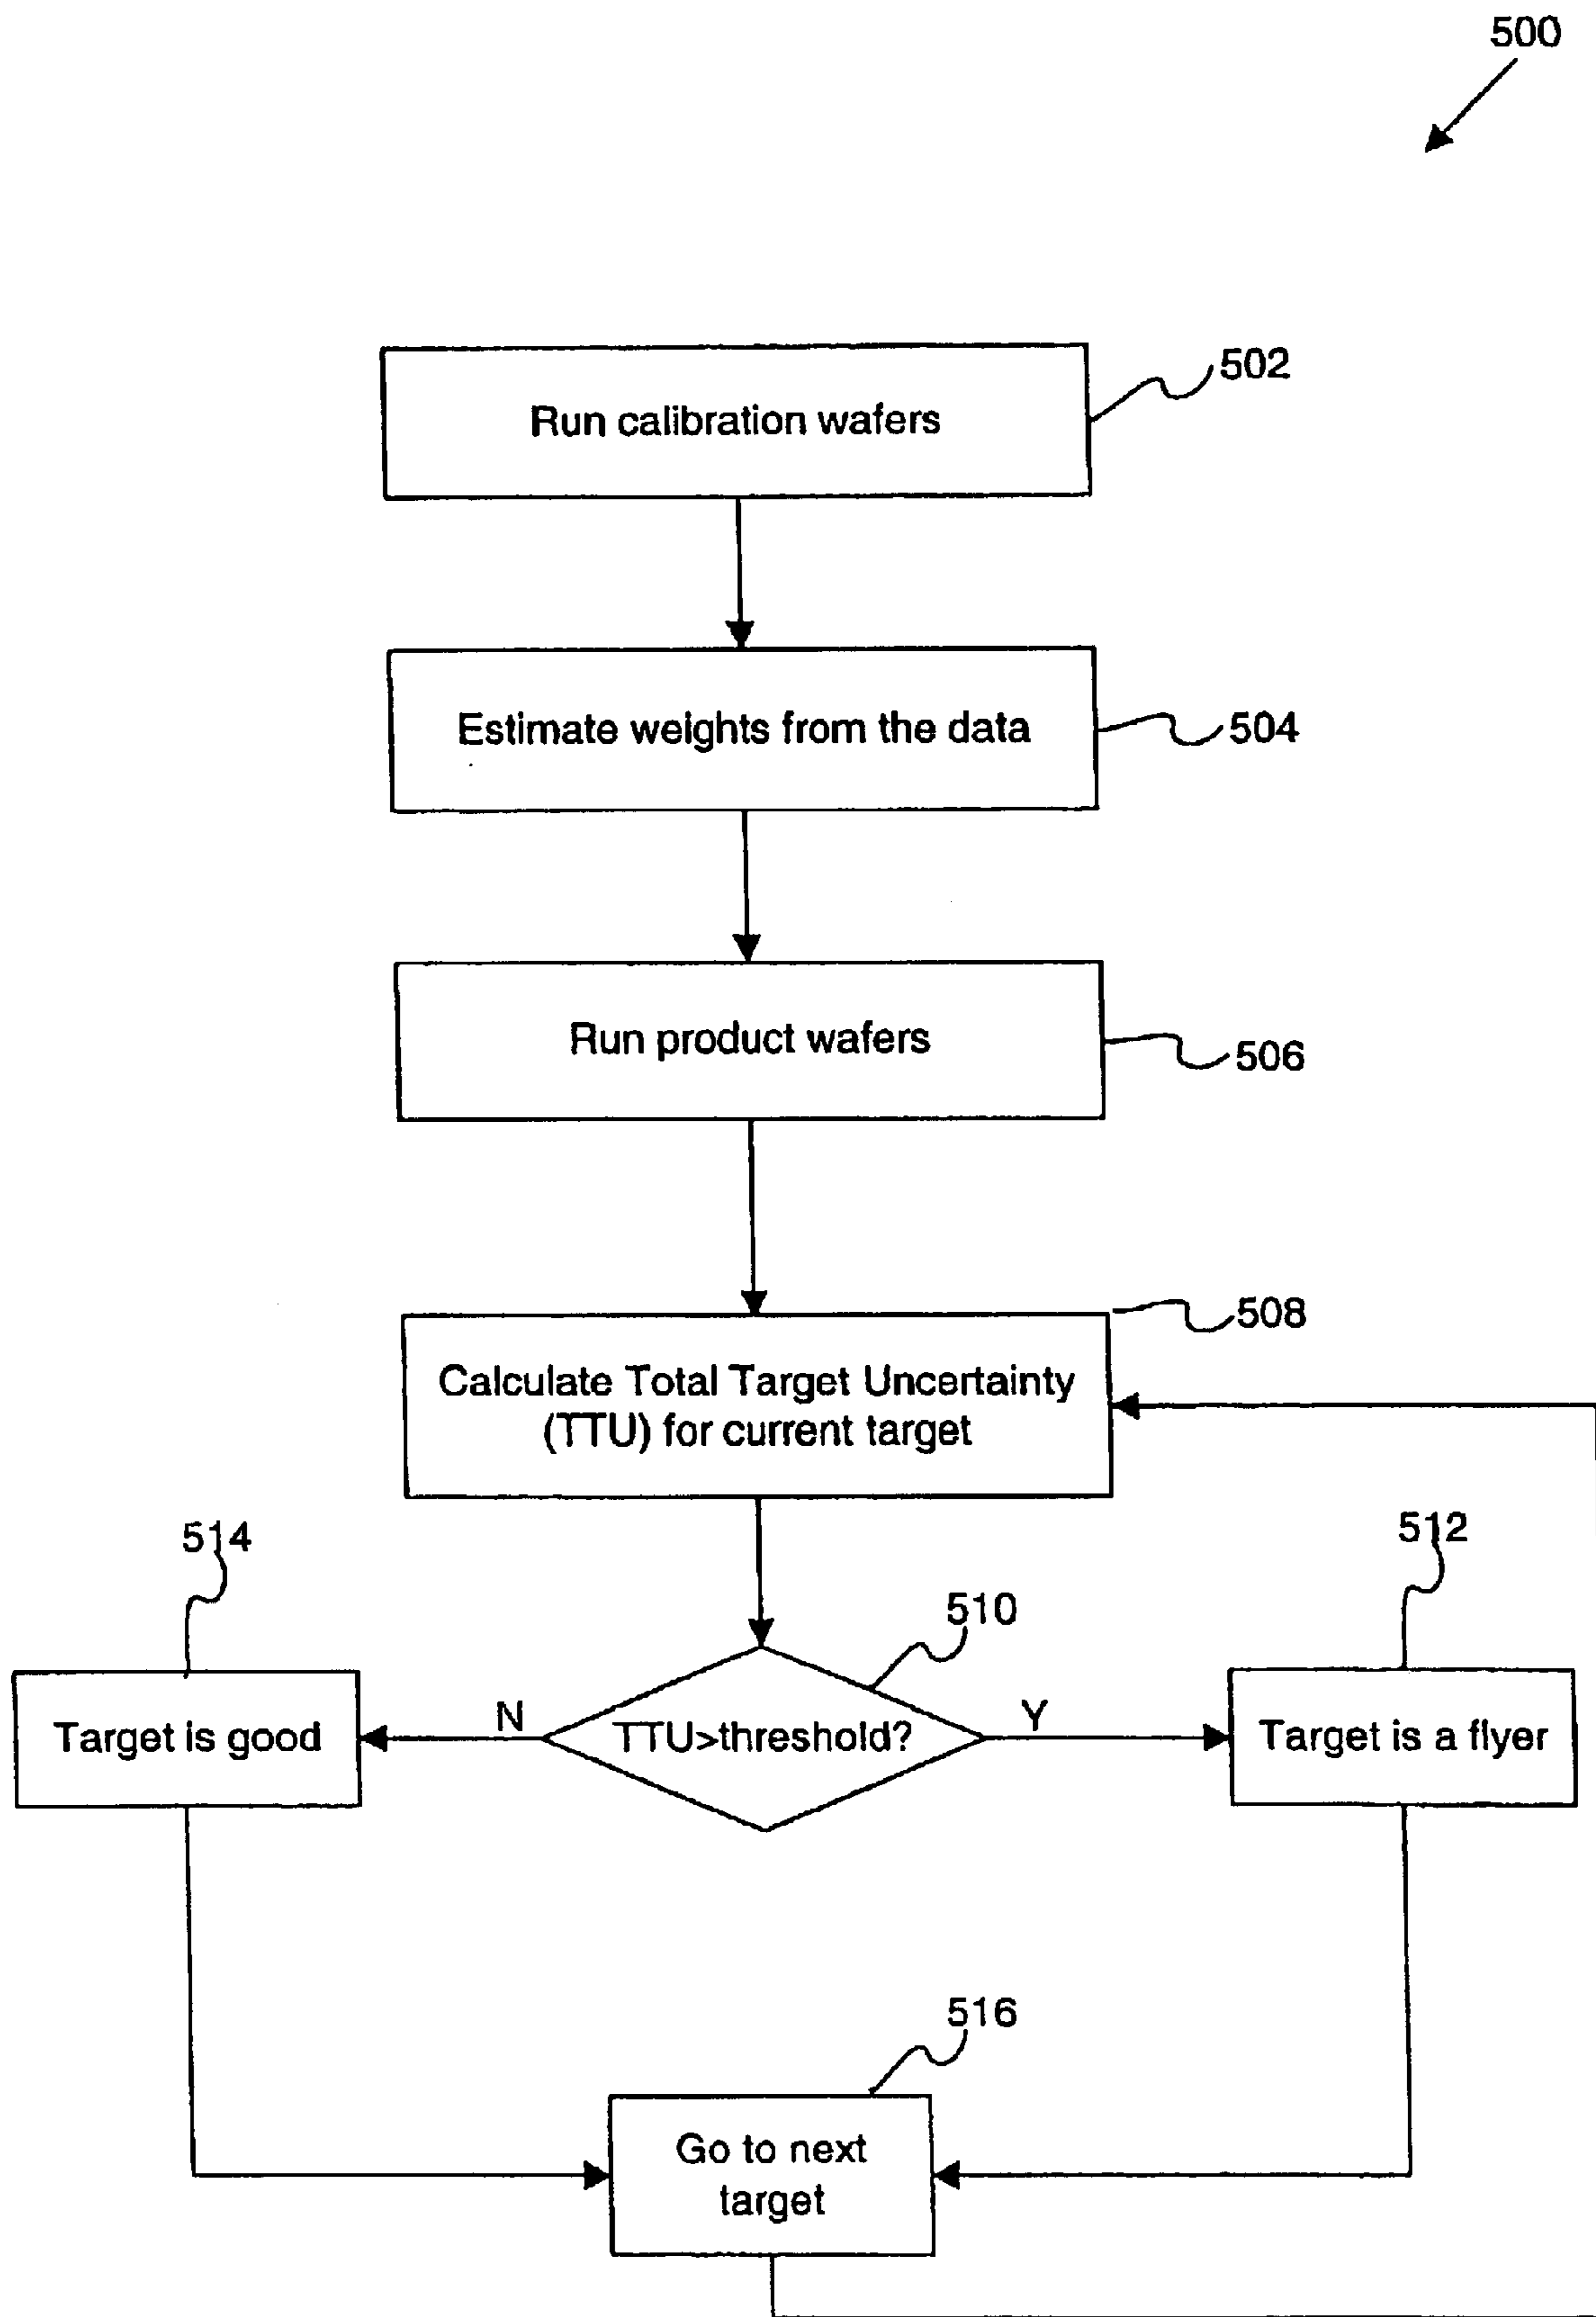 500
Run calibration wafers
502
Estimate weights from the data
504
Run product wafers
506
508
Calculate Total Target Uncertainty
(TTU) for current target
514
512
510
Target is good
N
TTU>threshold?
Y
Target is a flyer
516
Go to next
target